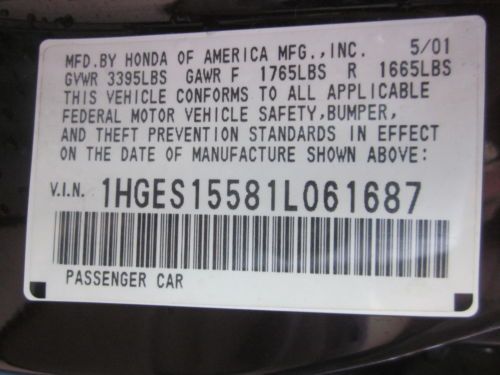 MFD.BY HONDA OF AMERICA MFG.,INC. 5/01
GVWR 3395LBS GAWR F 1765LBS R 1665LBS
THIS VEHICLE CONFORMS TO ALL APPLICABLE
FEDERAL MOTOR VEHICLE SAFETY,BUMPER,
AND THEFT PREVENTION STANDARDS IN EFFECT
ON THE DATE OF MANUFACTURE SHOWN ABOVE:
V.I.N. 1HGES15581L061687
PASSENGER CAR